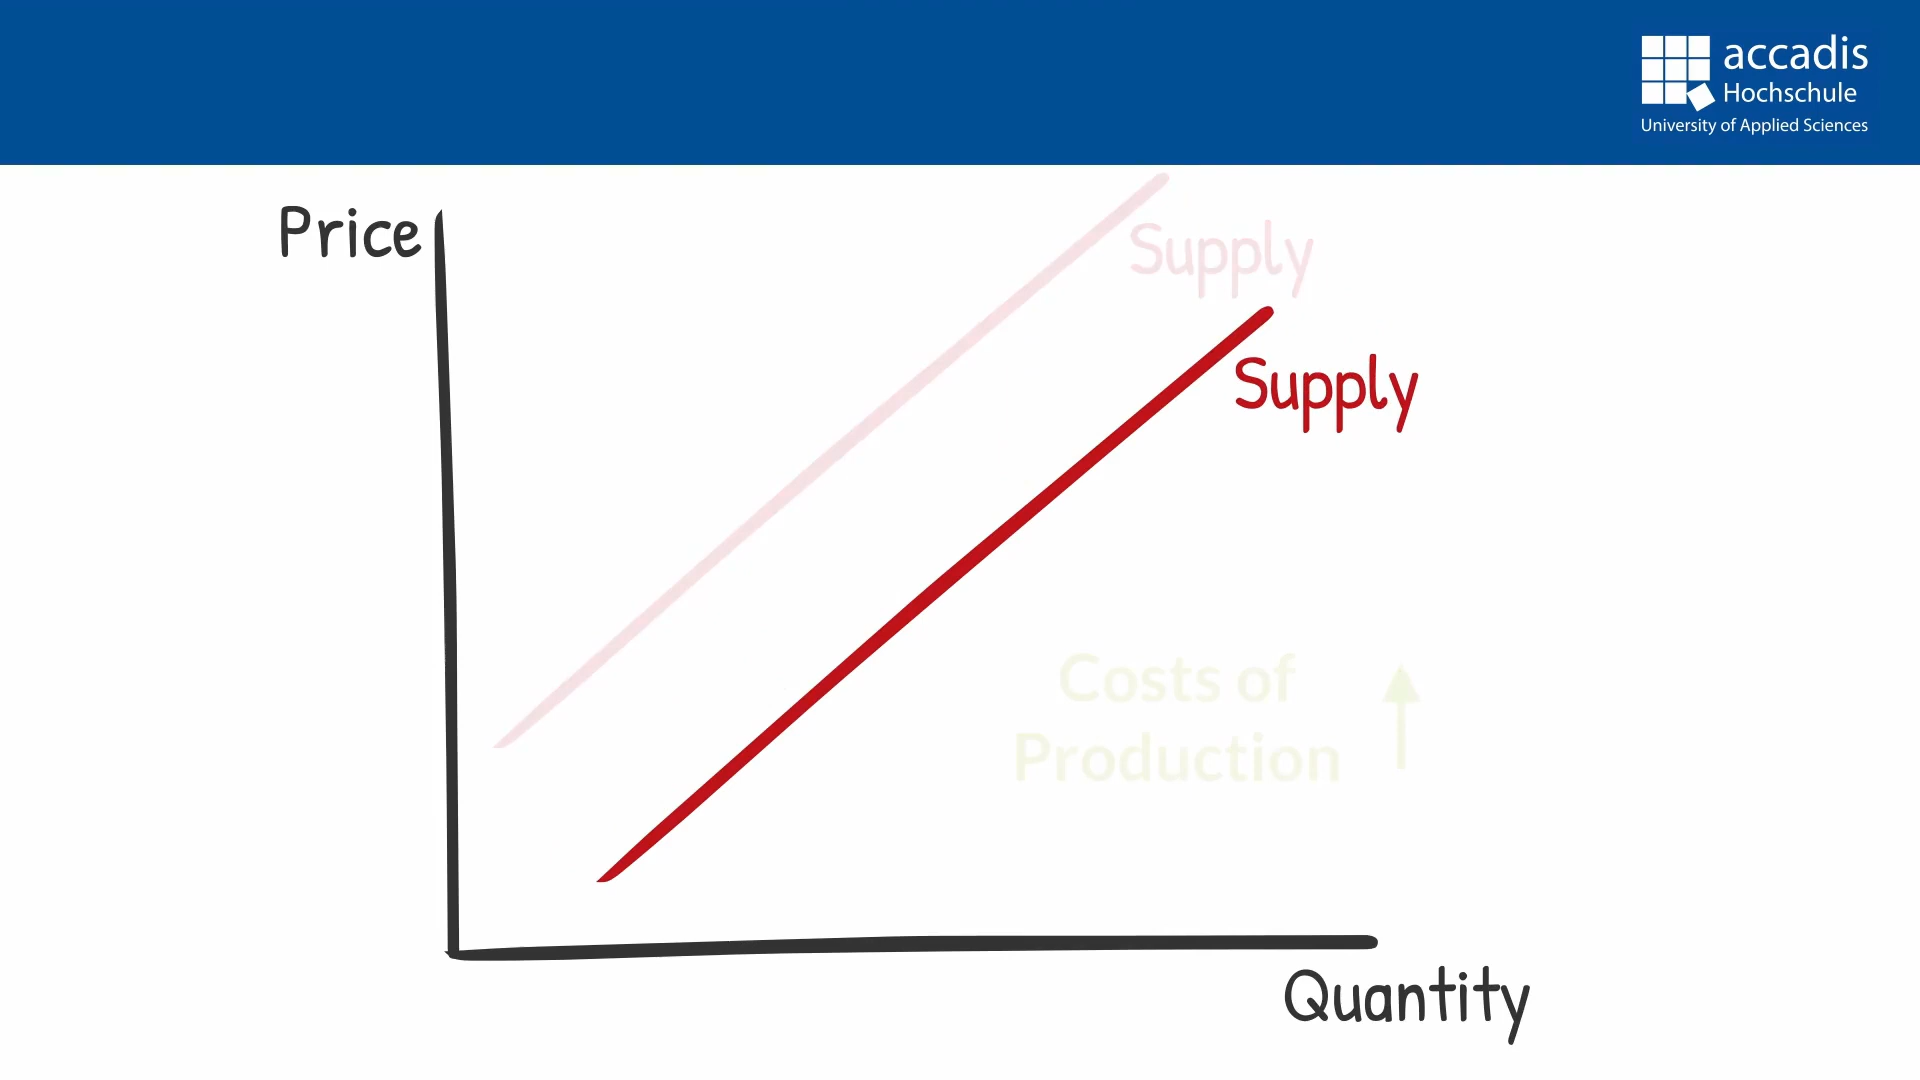 accadis
Hochschule
University of Applied Sciences
Price
Supply
Supply
Costs of
Production
Quantity